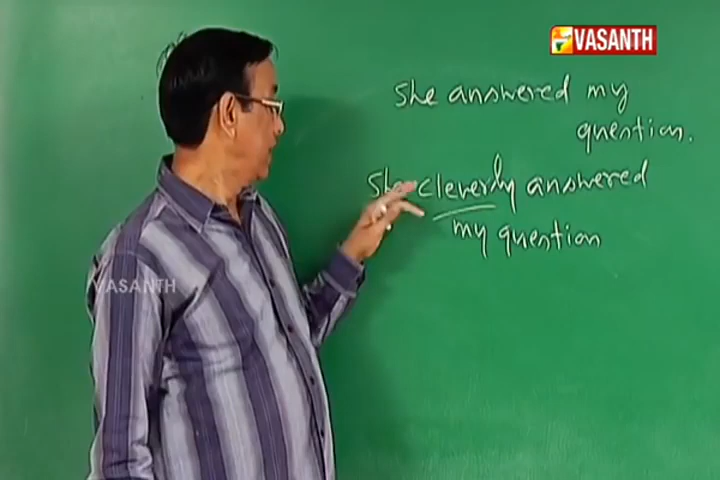 VASANTH
She answered my
question.
She cleverly answered
my question
VASANTH